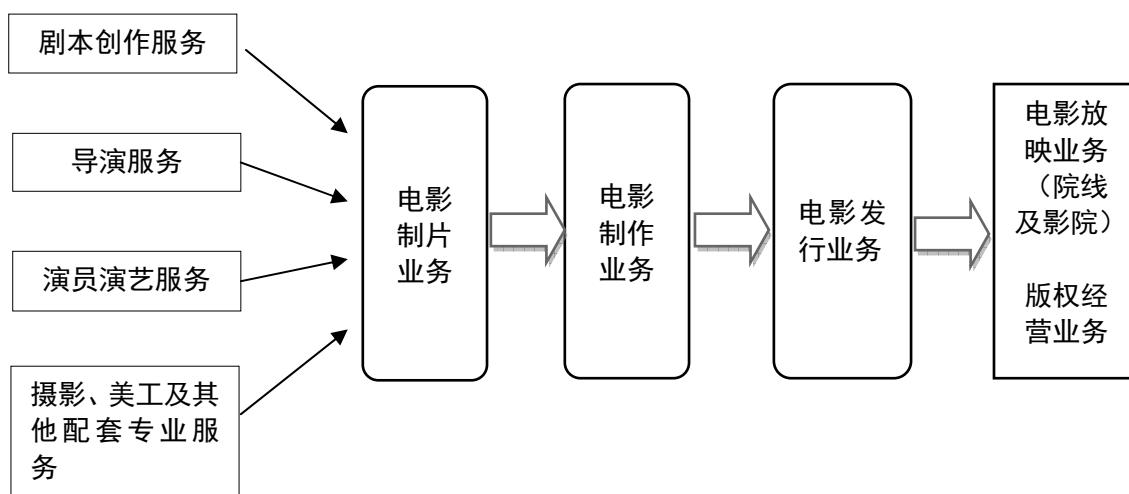 剧本创作服务
导演服务
演员演艺服务
摄影、美工及其
他配套专业服
务
电影
制片
业务
电影
制作
业务
电影发
行业务
电影放
映业务
（院线
及影院）
版权经
营业务